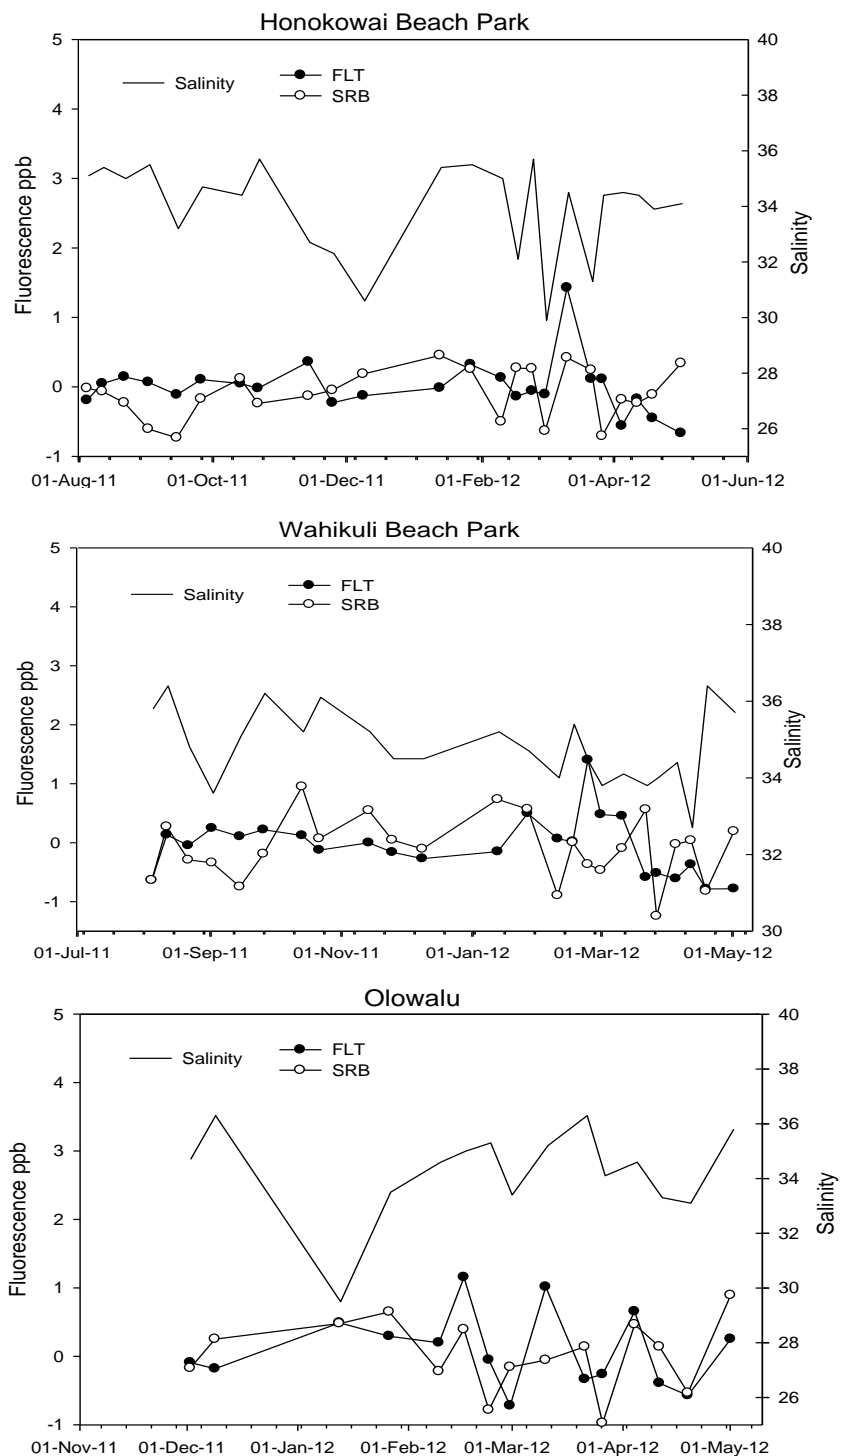 Honokowai Beach Park
5 40
Salinity FLT
SRB 38
4
36
3
34
2
32
1
30
0 28
-1 26
Fluorescence ppb
Salinity
01-Aug-11 01-Oct-11 01-Dec-11 01-Feb-12 01-Apr-12 01-Jun-12
Wahikuli Beach Park
5 40
Salinity FLT
SRB
4 38
3
36
2
1 34
0
32
-1 30
Fluorescence ppb
Salinity
01-Jul-11 01-Sep-11 01-Nov-11 01-Jan-12 01-Mar-12 01-May-12
Olowalu
5 40
Salinity FLT
SRB 38
4
36
3
34
2 32
1 30
0 28
26
-1
Fluorescence ppb
Salinity
01-Nov-11 01-Dec-11 01-Jan-12 01-Feb-12 01-Mar-12 01-Apr-12 01-May-12